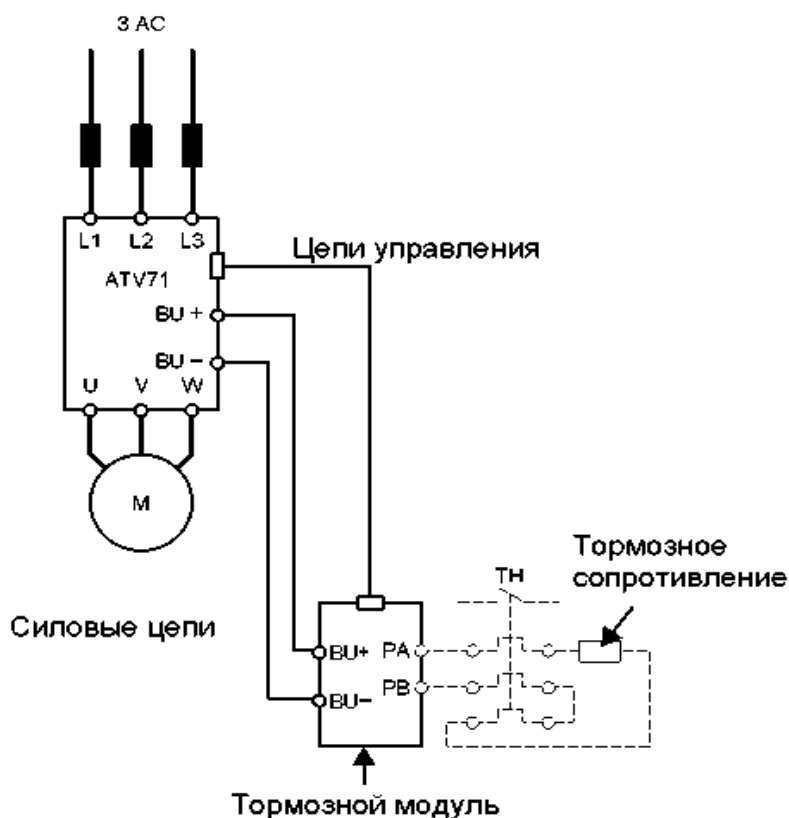 3 AC
L1 L2 L3
Цепи управления
ATV71
BU +
BU −
U V W
M
Тормозное
сопротивление
TH
Силовые цепи
BU+ PA
PB
BU−
Тормозной модуль